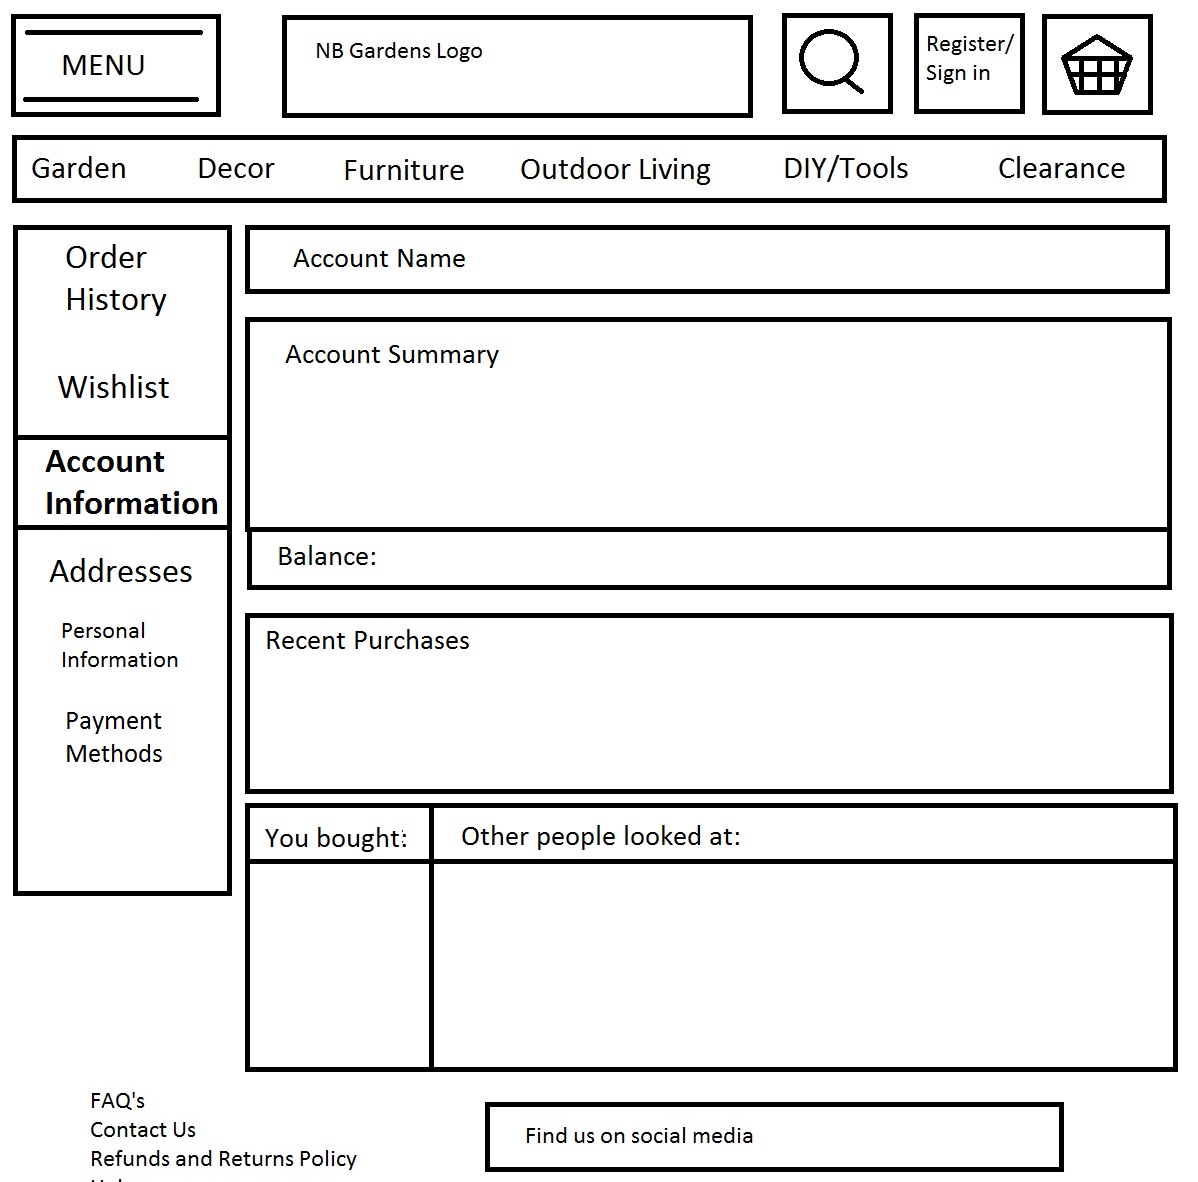 MENU
NB Gardens Logo
Register/
Sign in
Garden
Decor
Furniture
Outdoor Living
DIY/Tools
Clearance
Order
History
Wishlist
Account
Information
Addresses
Personal
Information
Payment
Methods
Account Name
Account Summary
Balance:
Recent Purchases
You bought:
Other people looked at:
FAQ's
Contact Us
Refunds and Returns Policy
Find us on social media